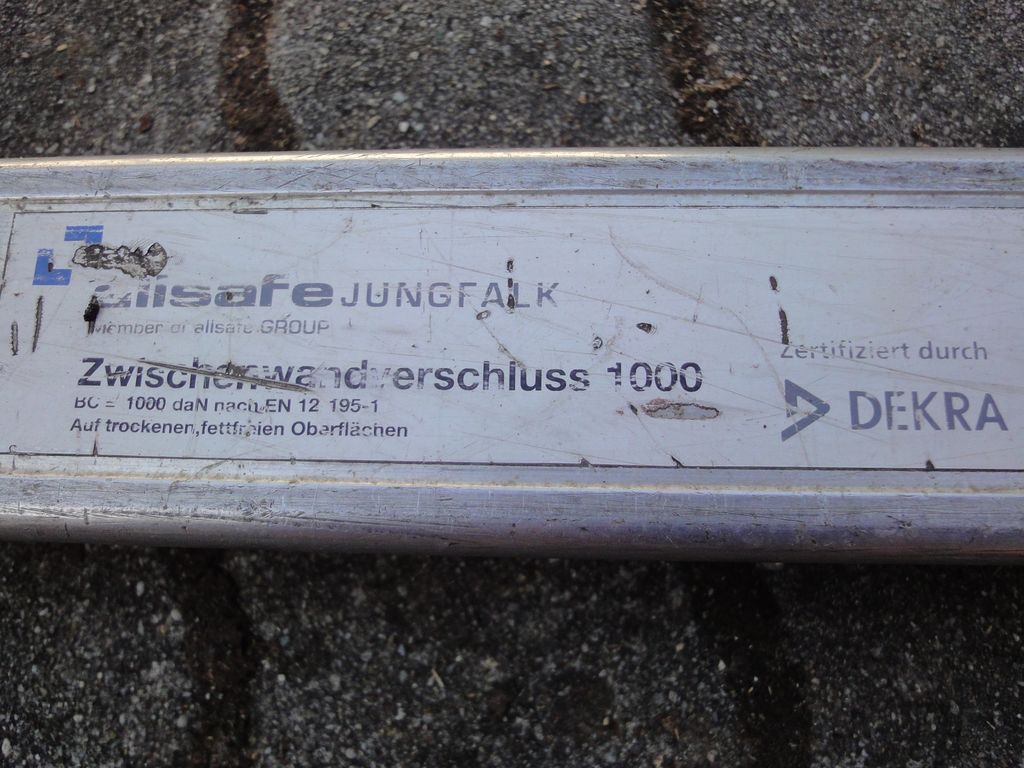 allsafe JUNGFALK
Member of allsafe GROUP
Zwischenwandverschluss 1000
BC = 1000 daN nach EN 12 195-1
Auf trockenen, fettfreien Oberflächen
Zertifiziert durch
DEKRA